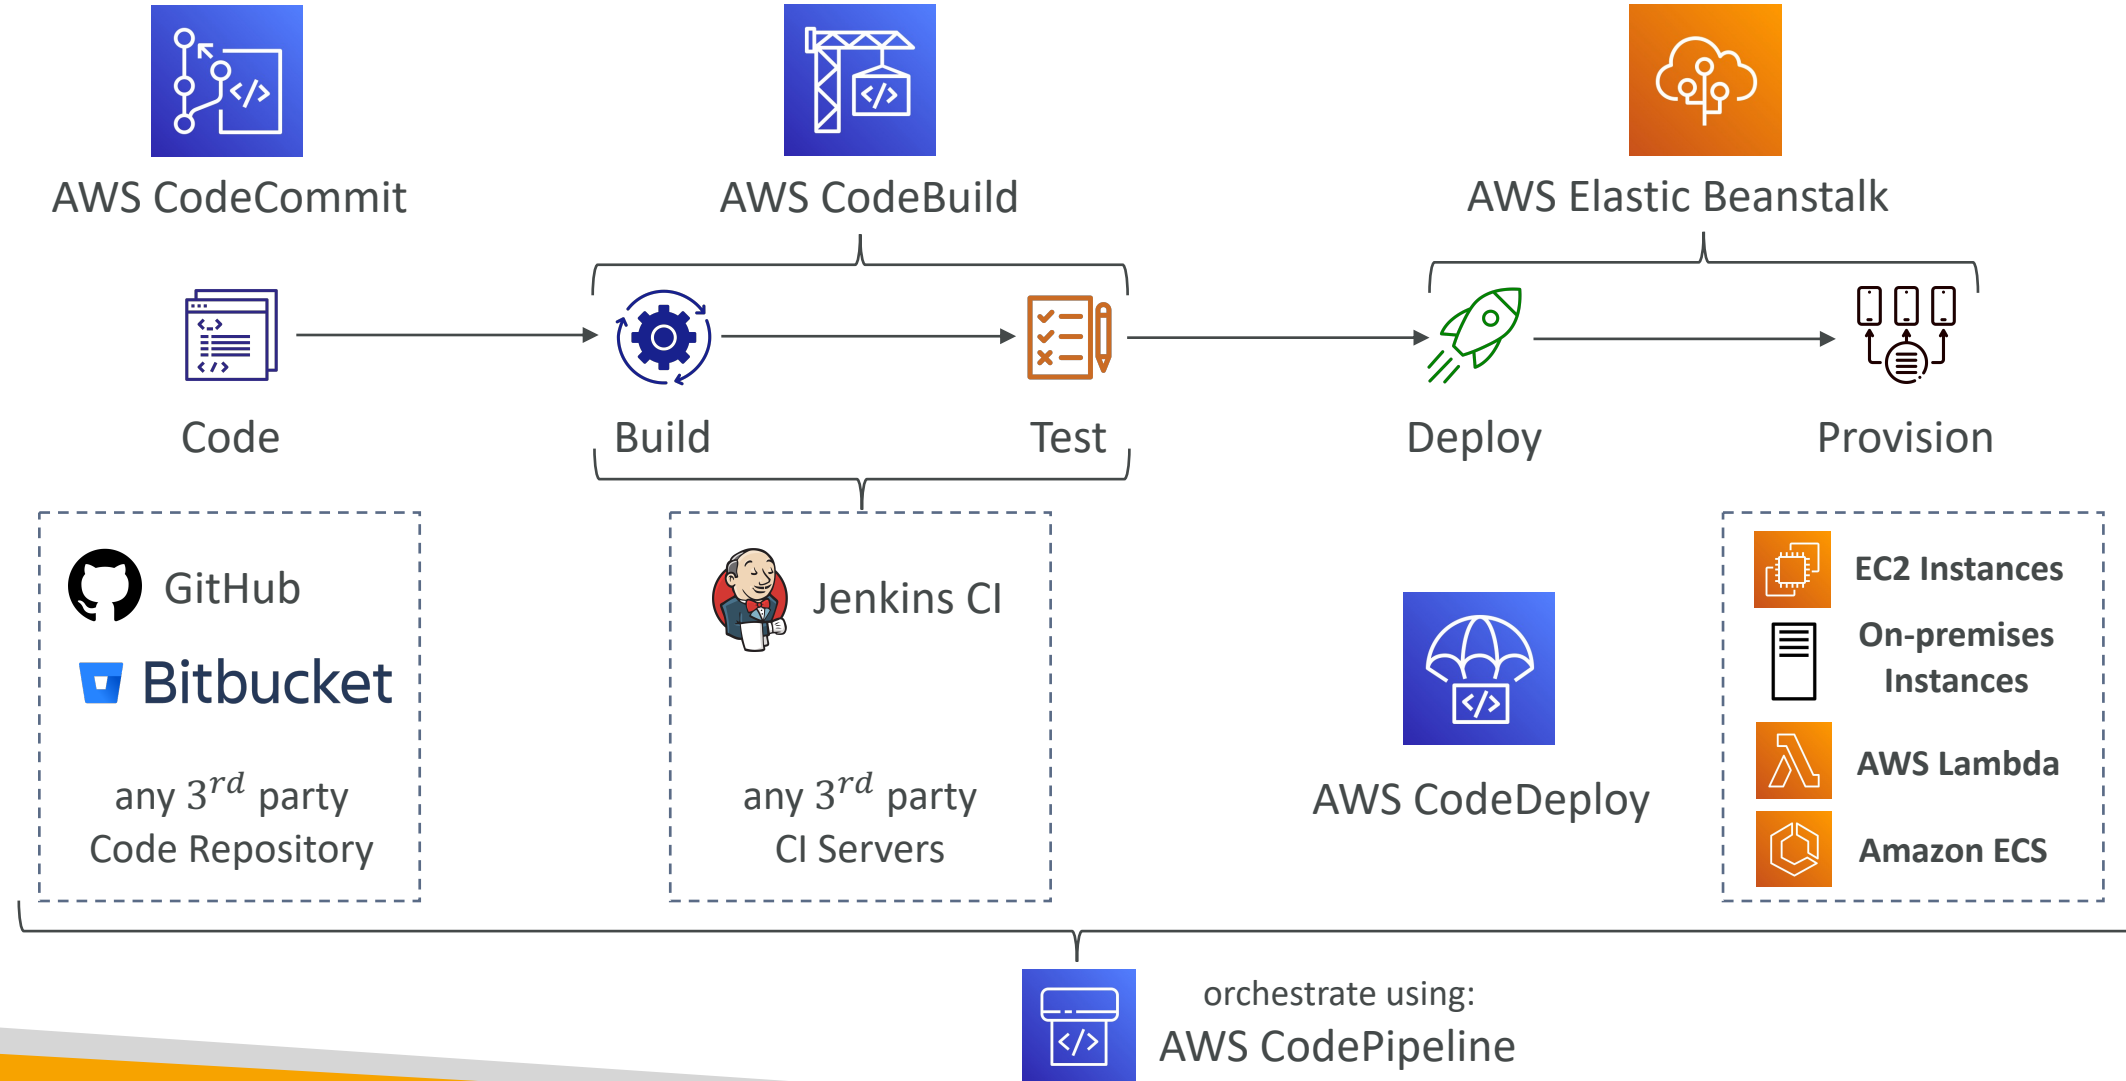 AWS CodeCommit
AWS CodeBuild
AWS Elastic Beanstalk
Code
Build
Test
Deploy
Provision
GitHub
Bitbucket
any 3rd party
Code Repository
Jenkins CI
any 3rd party
CI Servers
</>
AWS CodeDeploy
EC2 Instances
On-premises
Instances
AWS Lambda
Amazon ECS
</>
orchestrate using:
AWS CodePipeline